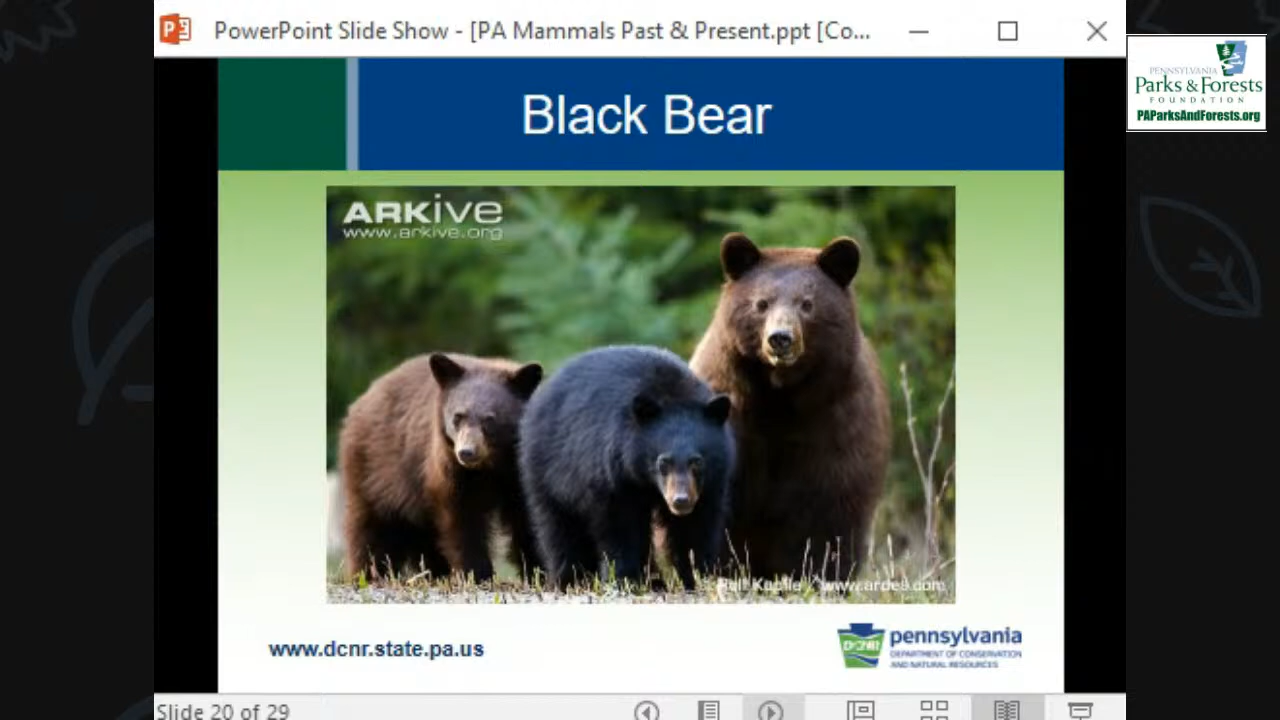 PowerPoint Slide Show - [PA Mammals Past & Present.ppt [Co...
PENNSYLVANIA
Parks & Forests
FOUNDATION
PAParksAndForests.org
Black Bear
ARKive
www.arkive.org
www.ardea.com
www.dcnr.state.pa.us
DCNR
pennsylvania
DEPARTMENT OF CONSERVATION
AND NATURAL RESOURCES
Slide 20 of 29